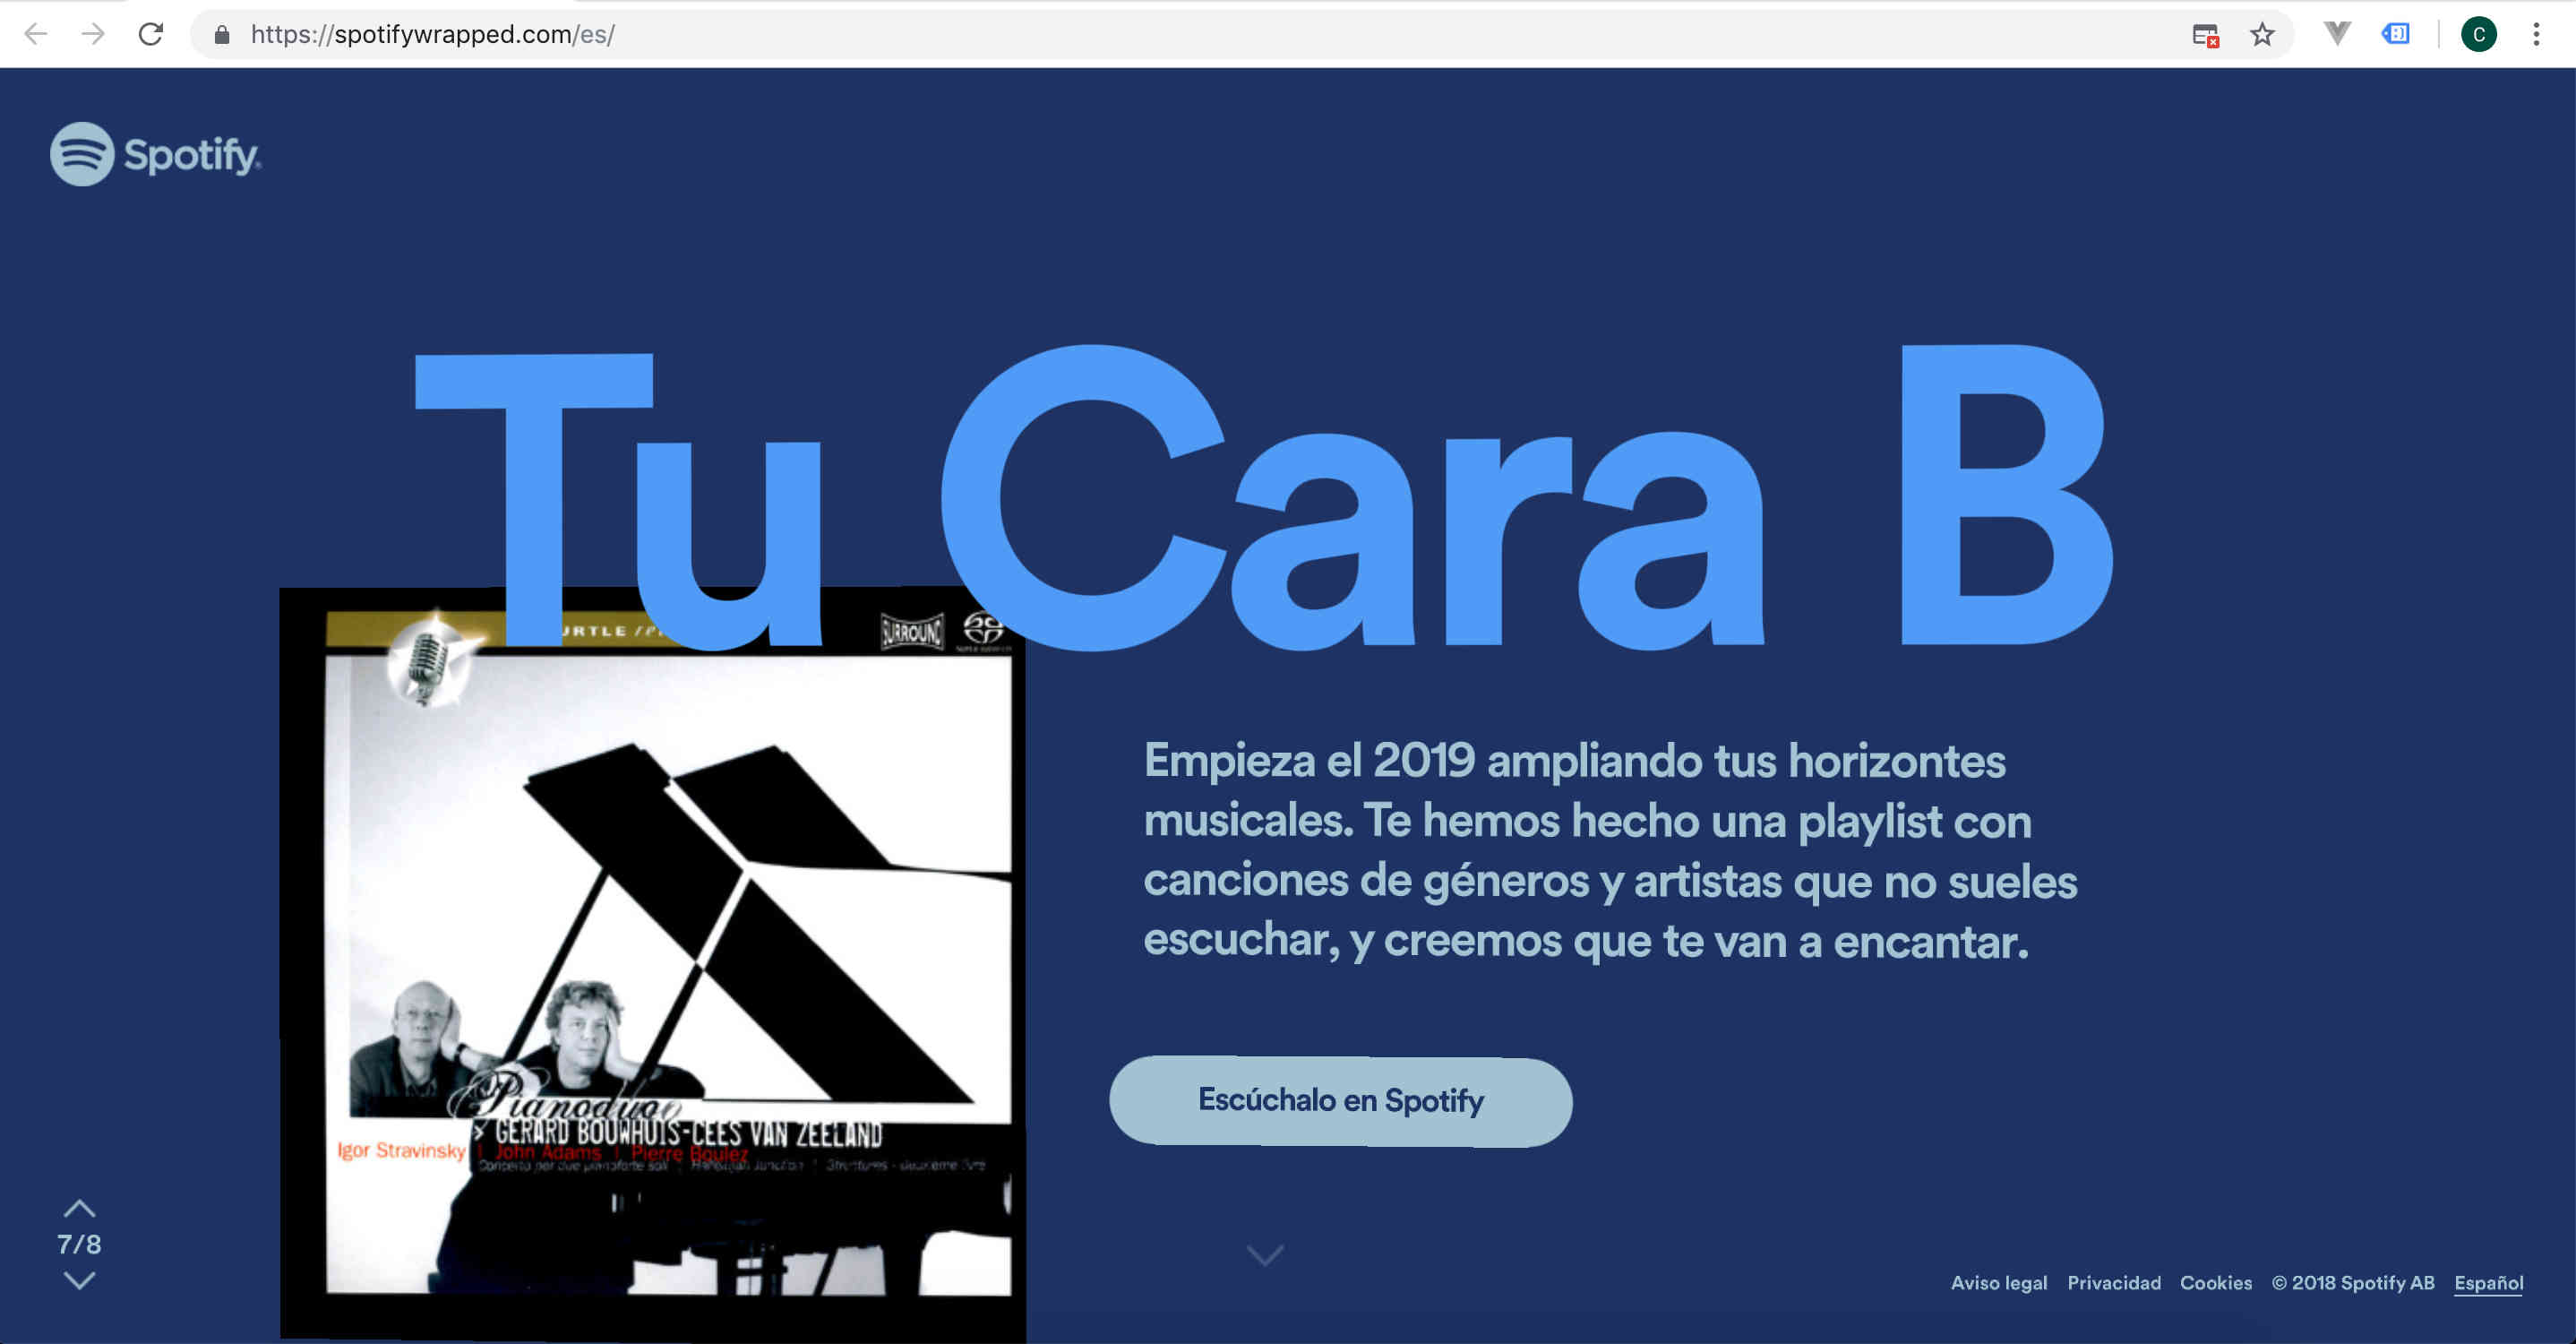 https://spotifywrapped.com/es/
C
Spotify
Tu Cara B
SURROUND
Empieza el 2019 ampliando tus horizontes
musicales. Te hemos hecho una playlist con
canciones de géneros y artistas que no sueles
escuchar, y creemos que te van a encantar.
Escúchalo en Spotify
Pianoduo
> GERARD BOUWHUIS-CEES VAN ZEELAND
Igor Stravinsky | John Adams | Pierre Boulez
Concerto per due pianoforte soli | Hallelujah Junction | Structures - deuxième livre
7/8
Aviso legal Privacidad Cookies © 2018 Spotify AB Español